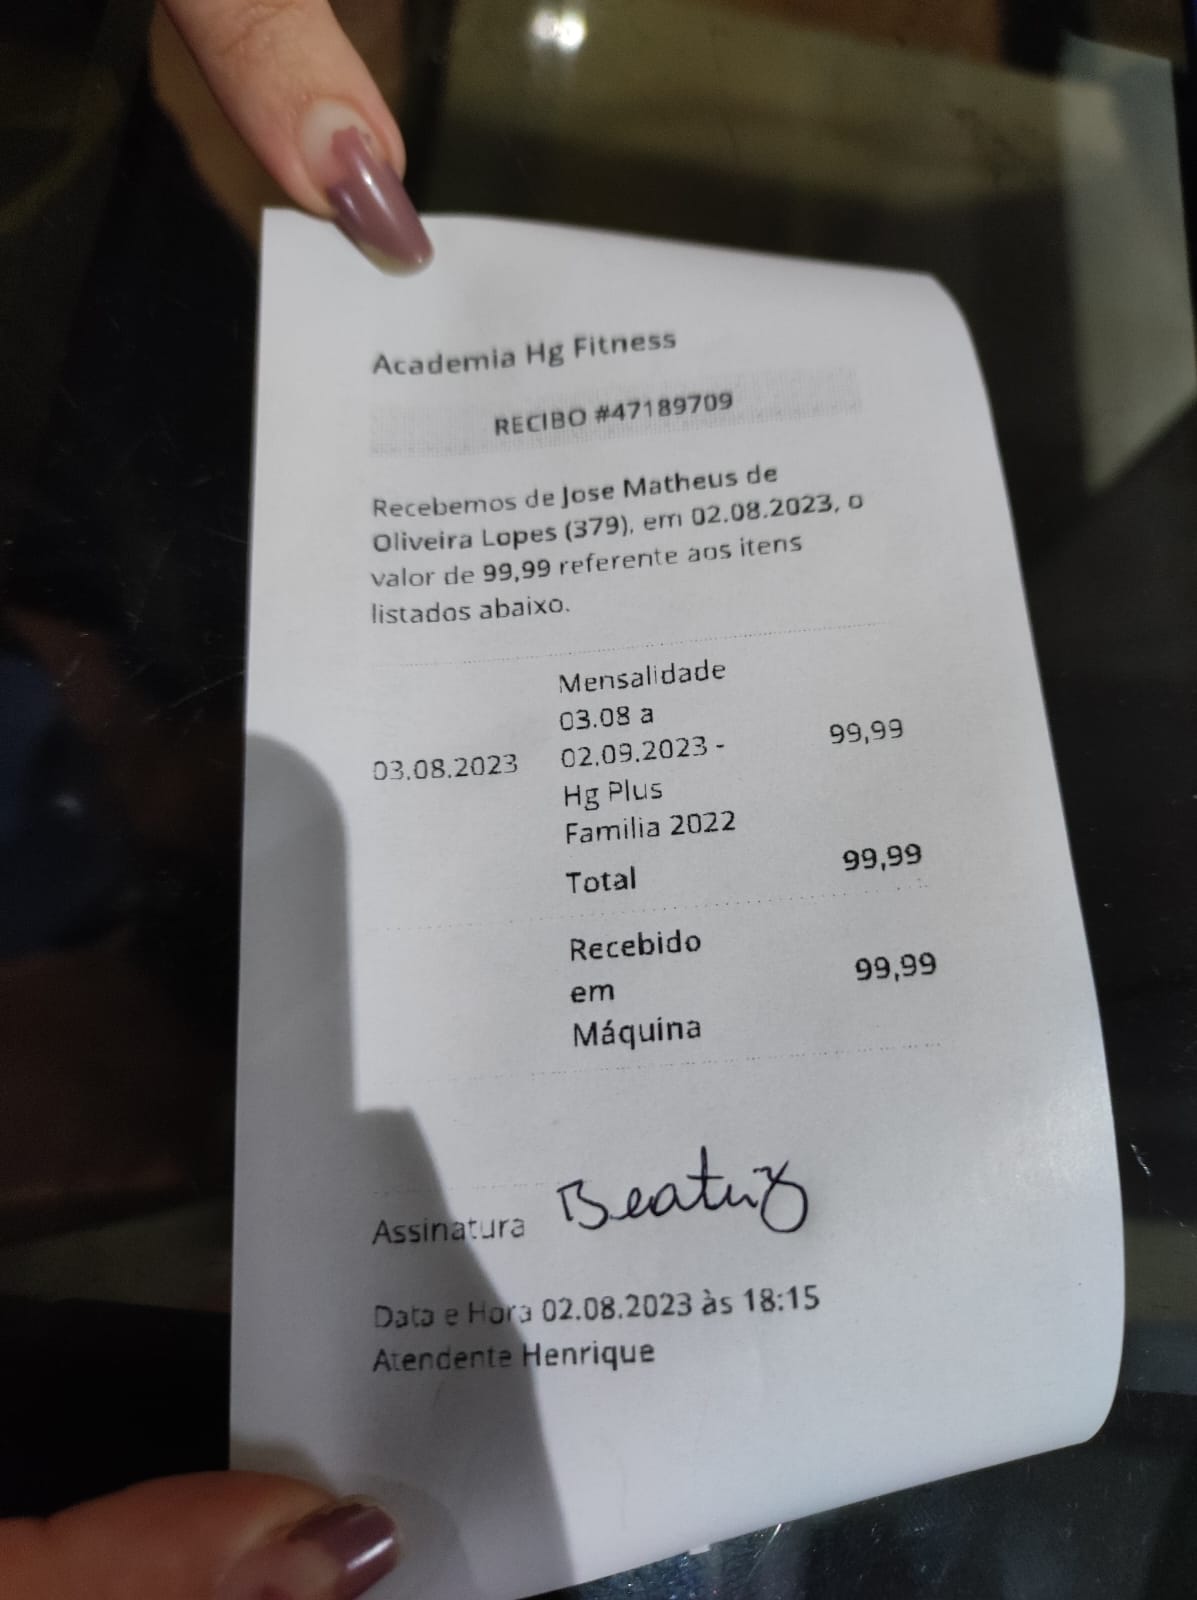 Academia Hg Fitness
RECIBO #47189709
Recebemos de Jose Matheus de
Oliveira Lopes (379), em 02.08.2023, o
valor de 99,99 referente aos itens
listados abaixo.
Mensalidade
03.08 a
03.08.2023 02.09.2023 - 99,99
Hg Plus
Familia 2022
Total 99,99
Recebido
em 99,99
Máquina
Assinatura Beatriz
Data e Hora 02.08.2023 às 18:15
Atendente Henrique